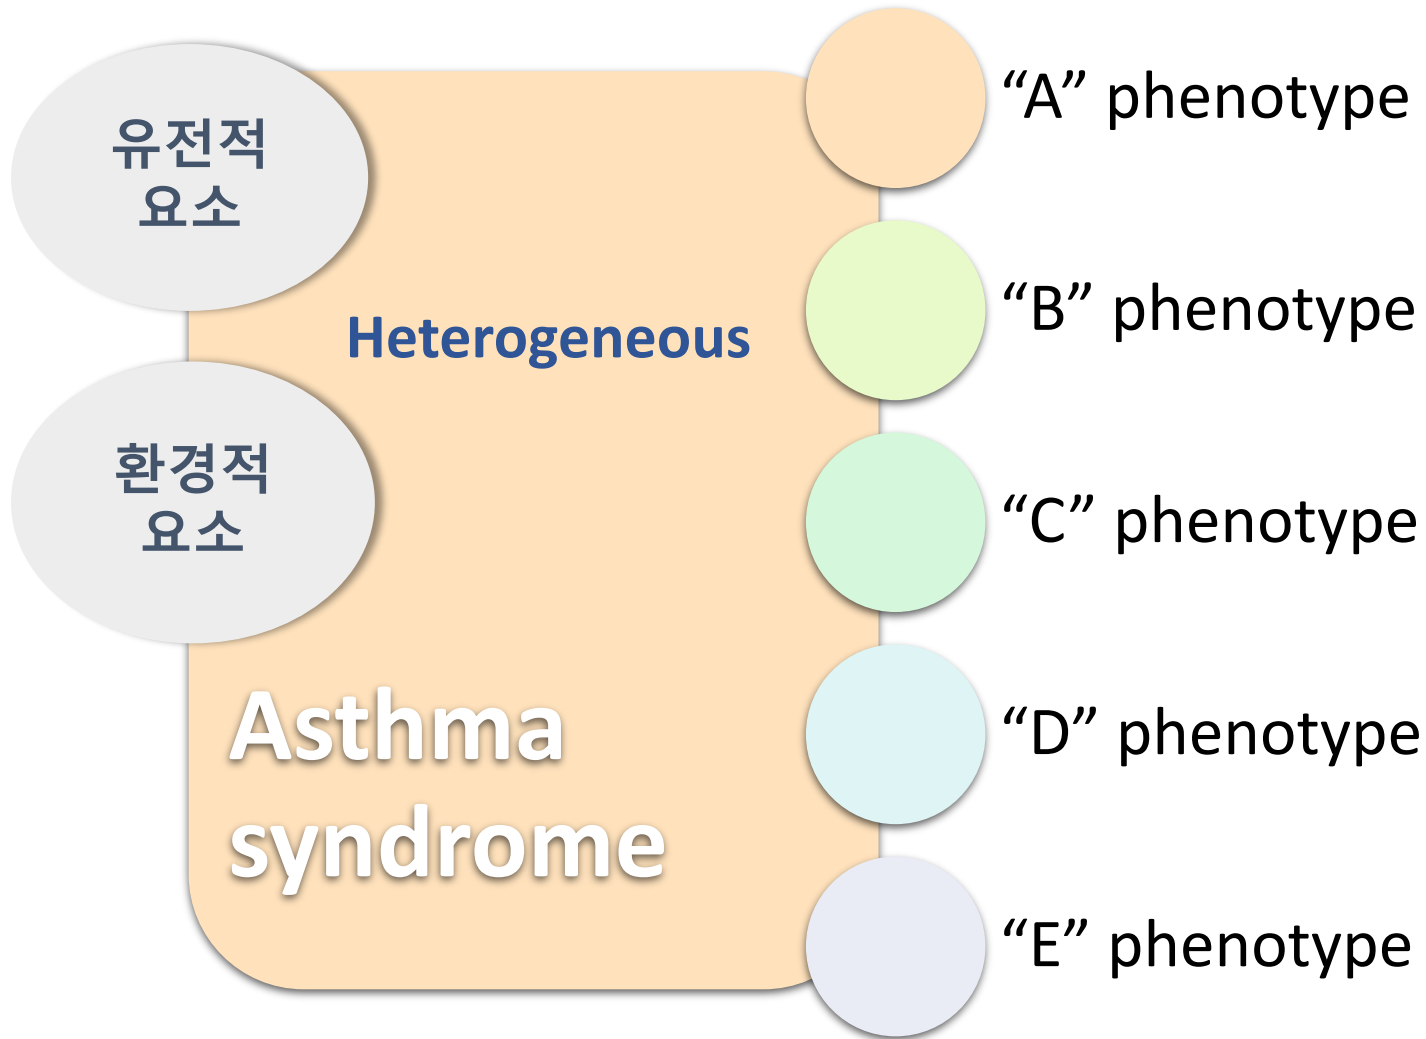 유전적
요소
환경적
요소
Heterogeneous
Asthma
syndrome
“A” phenotype
“B” phenotype
“C” phenotype
“D” phenotype
“E” phenotype